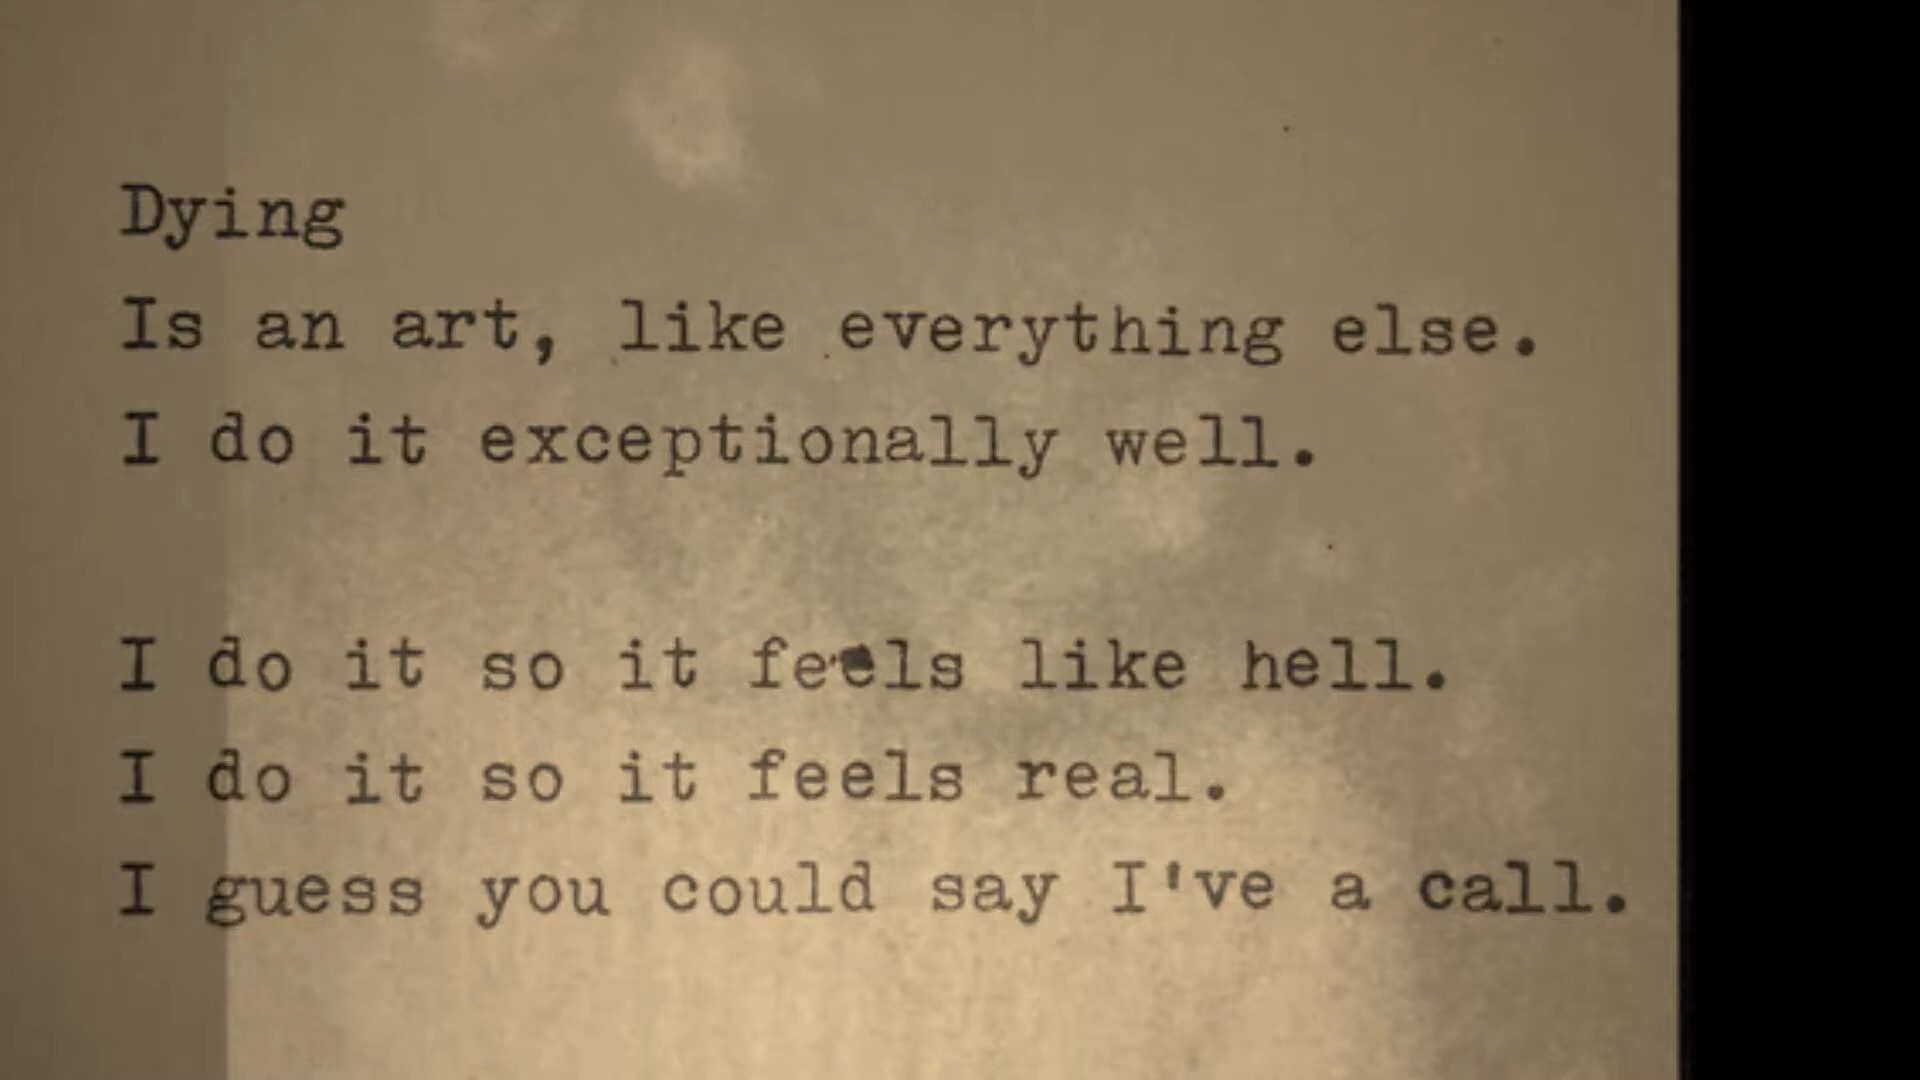 Dying
Is an art, like everything else.
I do it exceptionally well.
I do it so it feels like hell.
I do it so it feels real.
I guess you could say I've a call.